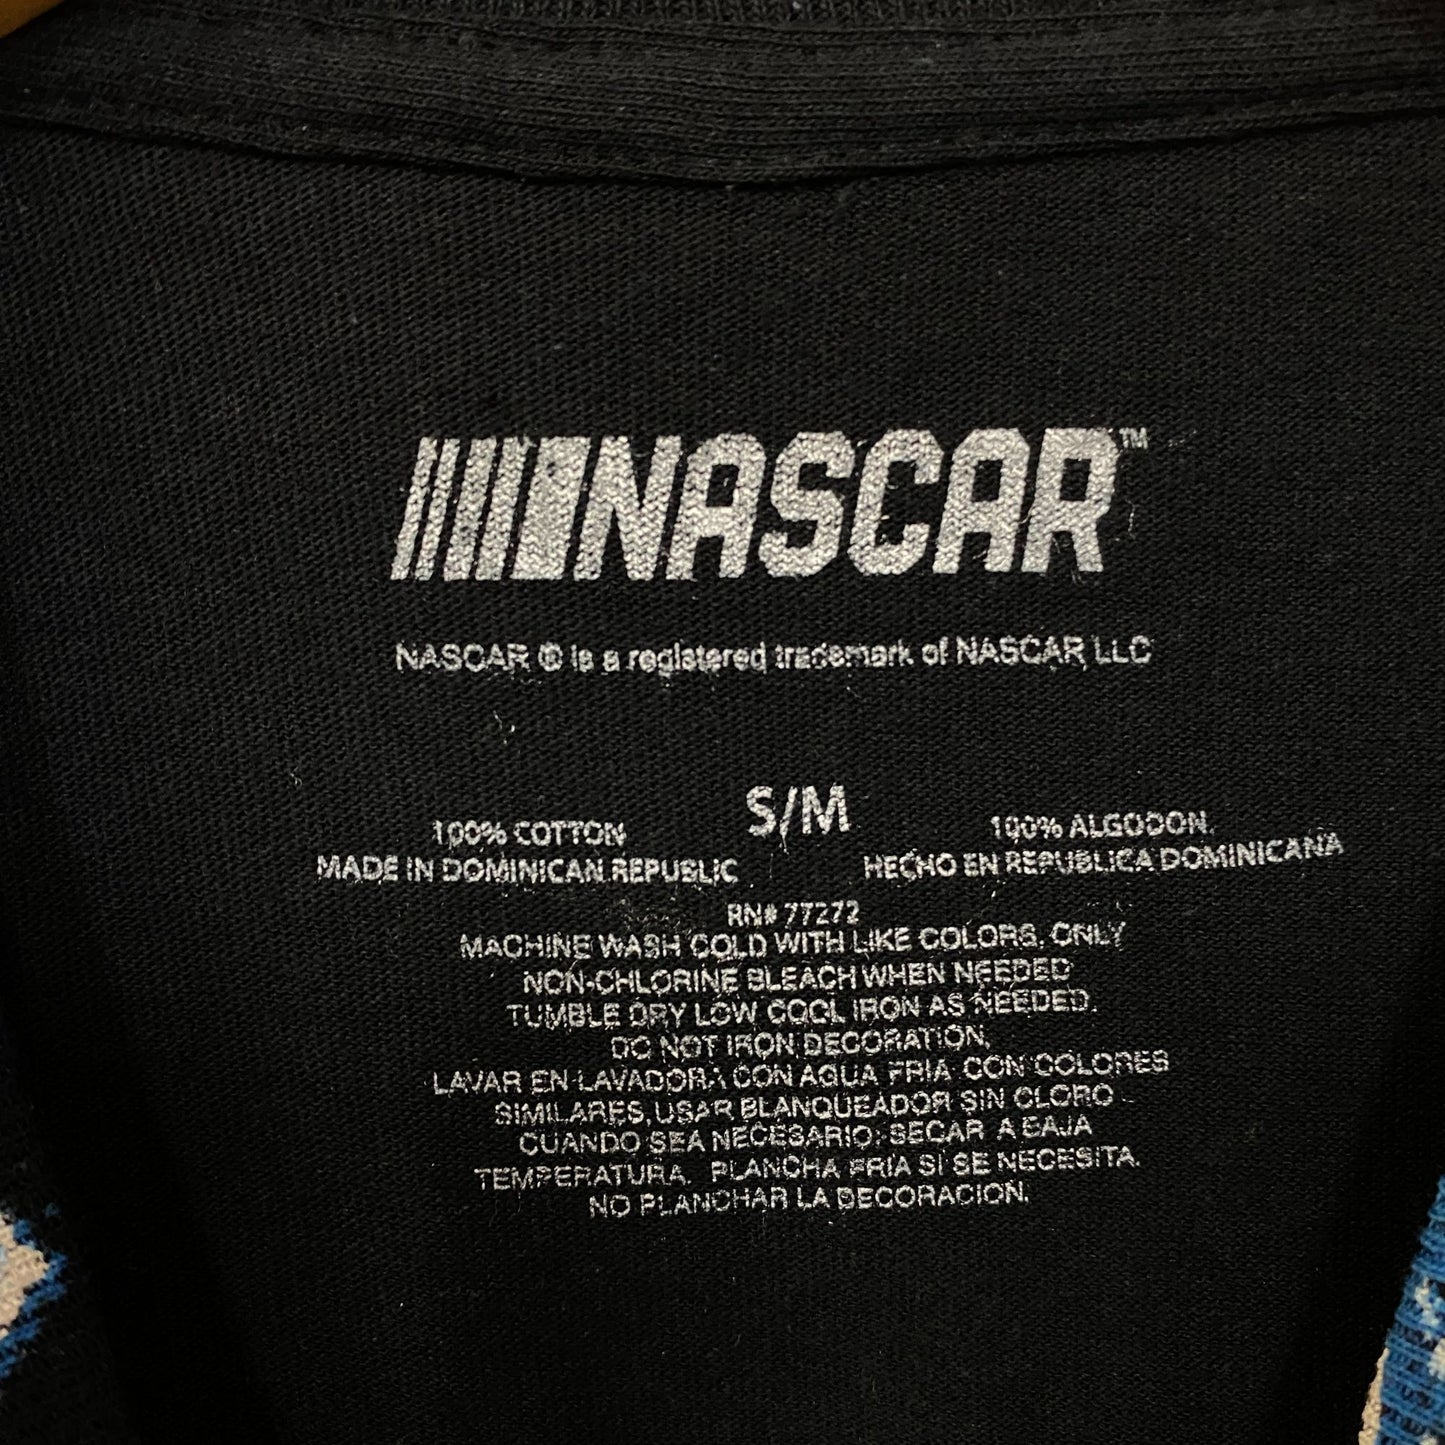 NASCAR™
NASCAR ® is a registered trademark of NASCAR LLC
S/M
100% COTTON
MADE IN DOMINICAN REPUBLIC
100% ALGODON.
HECHO EN REPUBLICA DOMINICANA
RN# 77272
MACHINE WASH COLD WITH LIKE COLORS. ONLY
NON-CHLORINE BLEACH WHEN NEEDED
TUMBLE DRY LOW COOL IRON AS NEEDED.
DO NOT IRON DECORATION.
LAVAR EN LAVADORA CON AGUA FRIA CON COLORES
SIMILARES, USAR BLANQUEADOR SIN CLORO
CUANDO SEA NECESARIO; SECAR A BAJA
TEMPERATURA. PLANCHA FRIA SI SE NECESITA.
NO PLANCHAR LA DECORACION.